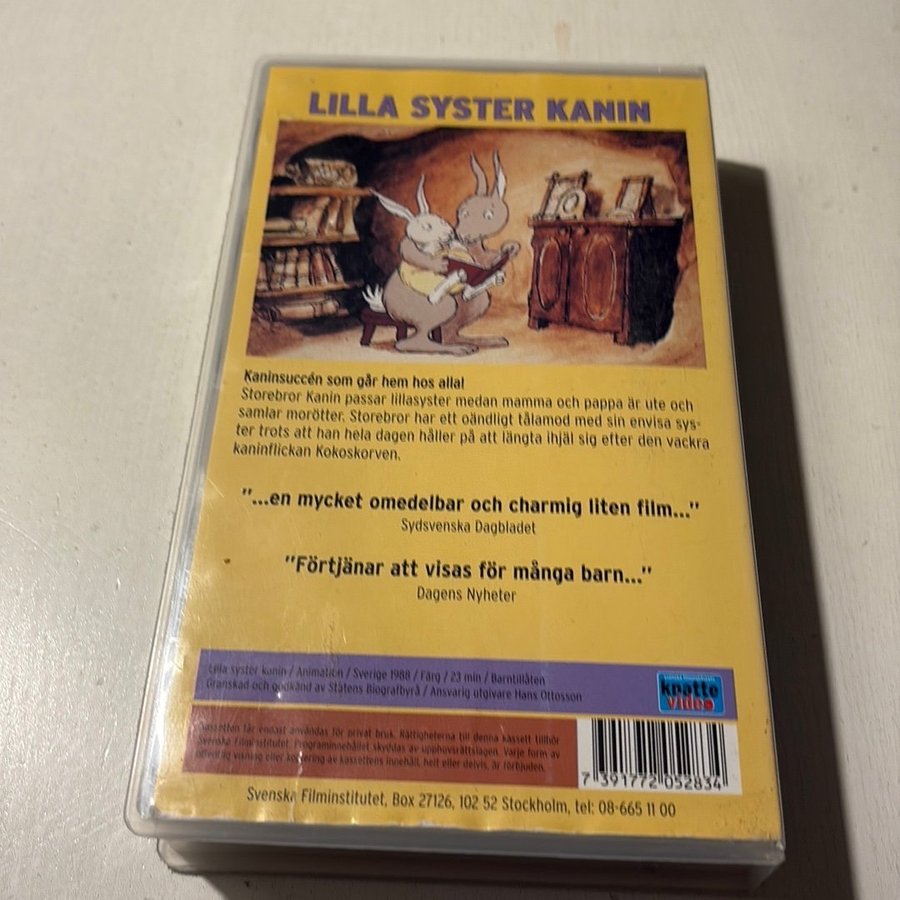 LILLA SYSTER KANIN
Kaninsuccén som går hem hos alla!
Storebror Kanin passar lillasyster medan mamma och pappa är ute och
samlar morötter. Storebror har ett oändligt tålamod med sin envisa sys-
ter trots att han hela dagen håller på att längta ihjäl sig efter den vackra
kaninflickan Kokoskorven.
"...en mycket omedelbar och charmig liten film..."
Sydsvenska Dagbladet
"Förtjänar att visas för många barn..."
Dagens Nyheter
Lilla syster kanin / Animation / Sverige 1988 / Färg / 23 min / Barntillåten
Granskad och godkänd av Statens Biografbyrå / Ansvarig utgivare Hans Ottosson
kratte
video
Kassetten får endast användas för privat bruk. Rättigheterna till denna kassett tillhör
Svenska Filminstitutet. Programinnehållet skyddas av upphovsrättslagen. Varje form av
offentlig visning eller kopiering av kassettens innehåll, helt eller delvis, är förbjuden.
7 391772 052834
Svenska Filminstitutet, Box 27126, 102 52 Stockholm, tel: 08-665 11 00